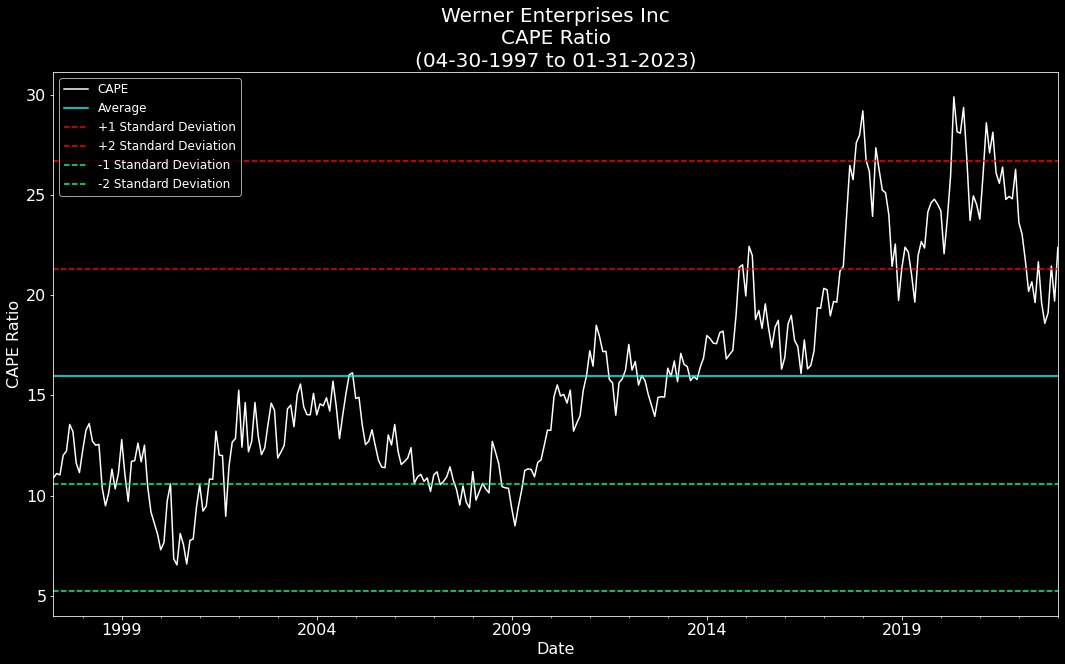 Werner Enterprises Inc
CAPE Ratio
(04-30-1997 to 01-31-2023)
CAPE
Average
+1 Standard Deviation
+2 Standard Deviation
-1 Standard Deviation
-2 Standard Deviation
30
25
20
15
10
5
CAPE Ratio
1999
2004
2009
2014
2019
Date